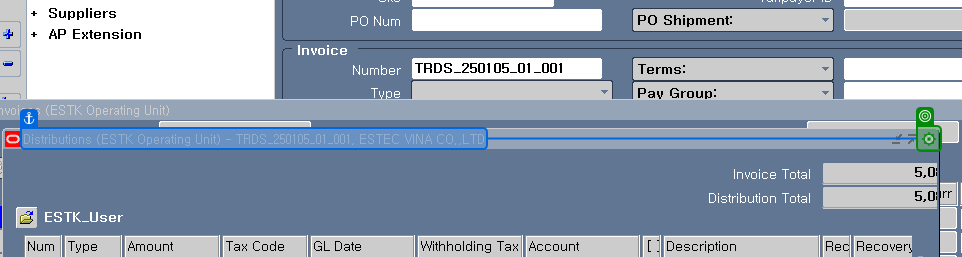 + Suppliers
+ AP Extension
PO Num
PO Shipment:
Invoice
Number TRDS_250105_01_001 Terms:
Type Pay Group:
(ESTK Operating Unit)
Distributions (ESTK Operating Unit) - TRDS_250105_01_001, ESTEC VINA CO,.LTD
Invoice Total 5,0
Distribution Total 5,0
ESTK_User
Num Type Amount Tax Code GL Date Withholding Tax Account [ ] Description Rec Recovery